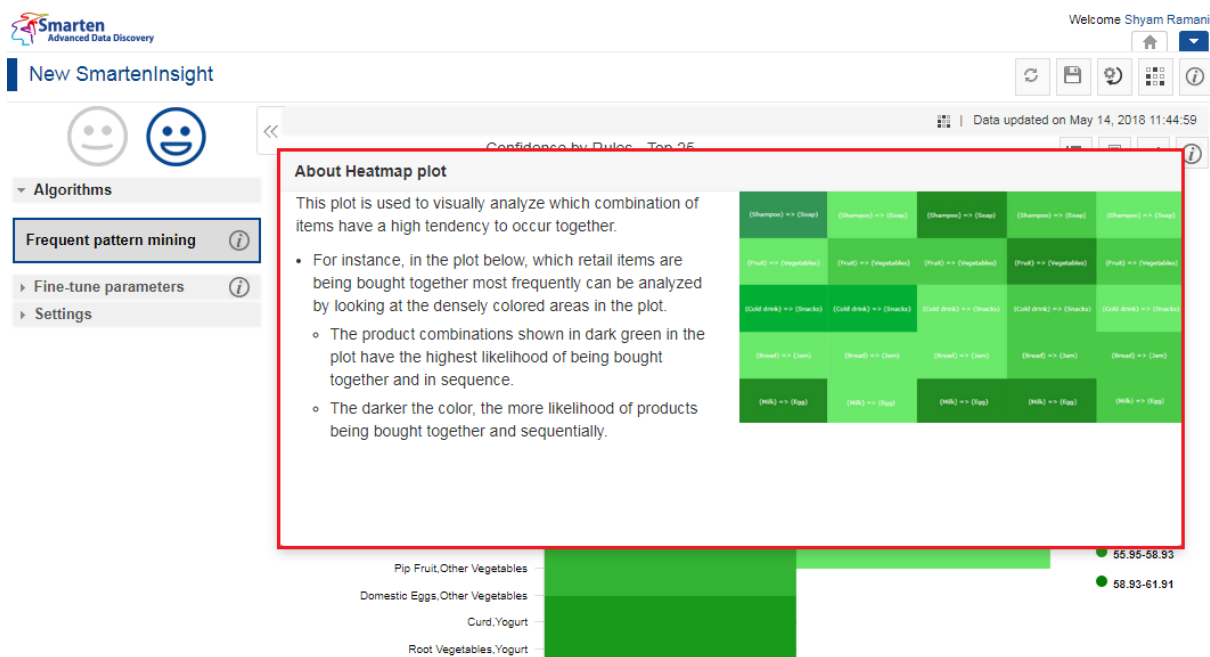 Smarten
Advanced Data Discovery
Welcome Shyam Ramani
New SmartenInsight
Data updated on May 14, 2018 11:44:59
Confidence by Rules - Top 25
Algorithms
Frequent pattern mining
Fine-tune parameters
Settings
About Heatmap plot
This plot is used to visually analyze which combination of
items have a high tendency to occur together.
• For instance, in the plot below, which retail items are
being bought together most frequently can be analyzed
by looking at the densely colored areas in the plot.
◦ The product combinations shown in dark green in the
plot have the highest likelihood of being bought
together and in sequence.
◦ The darker the color, the more likelihood of products
being bought together and sequentially.
(Shampoo) => (Soap) (Shampoo) => (Soap) (Shampoo) => (Soap) (Shampoo) => (Soap) (Shampoo) => (Soap)
(Fruit) => (Vegetables) (Fruit) => (Vegetables) (Fruit) => (Vegetables) (Fruit) => (Vegetables) (Fruit) => (Vegetables)
(Cold drink) => (Snacks) (Cold drink) => (Snacks) (Cold drink) => (Snacks) (Cold drink) => (Snacks) (Cold drink) => (Snacks)
(Bread) => (Jam) (Bread) => (Jam) (Bread) => (Jam) (Bread) => (Jam) (Bread) => (Jam)
(Milk) => (Egg) (Milk) => (Egg) (Milk) => (Egg) (Milk) => (Egg) (Milk) => (Egg)
55.95-58.93
58.93-61.91
Pip Fruit,Other Vegetables
Domestic Eggs,Other Vegetables
Curd,Yogurt
Root Vegetables,Yogurt